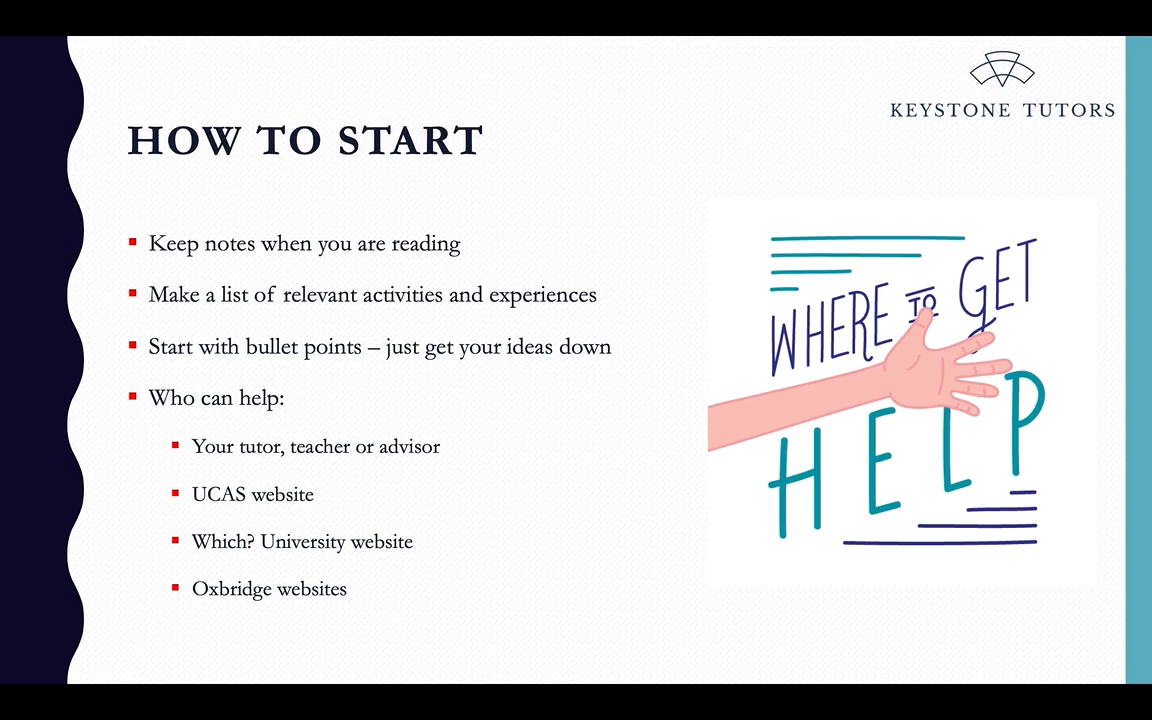 KEYSTONE TUTORS
HOW TO START
Keep notes when you are reading
Make a list of relevant activities and experiences
Start with bullet points – just get your ideas down
Who can help:
Your tutor, teacher or advisor
UCAS website
Which? University website
Oxbridge websites
WHERE TO GET
HELP